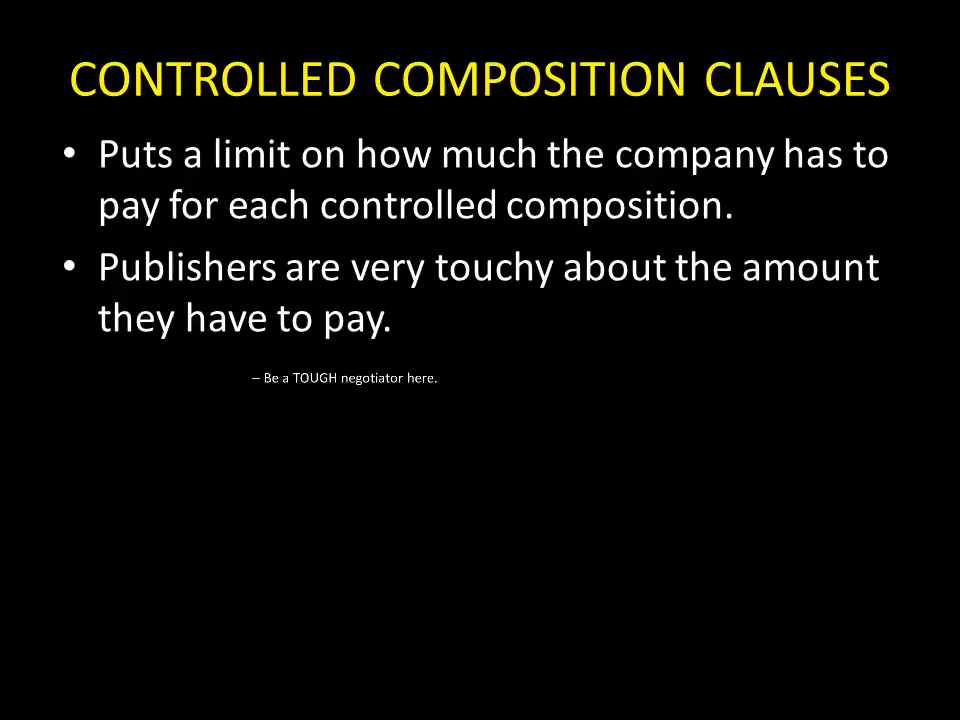 CONTROLLED COMPOSITION CLAUSES
• Puts a limit on how much the company has to
pay for each controlled composition.
• Publishers are very touchy about the amount
they have to pay.
– Be a TOUGH negotiator here.